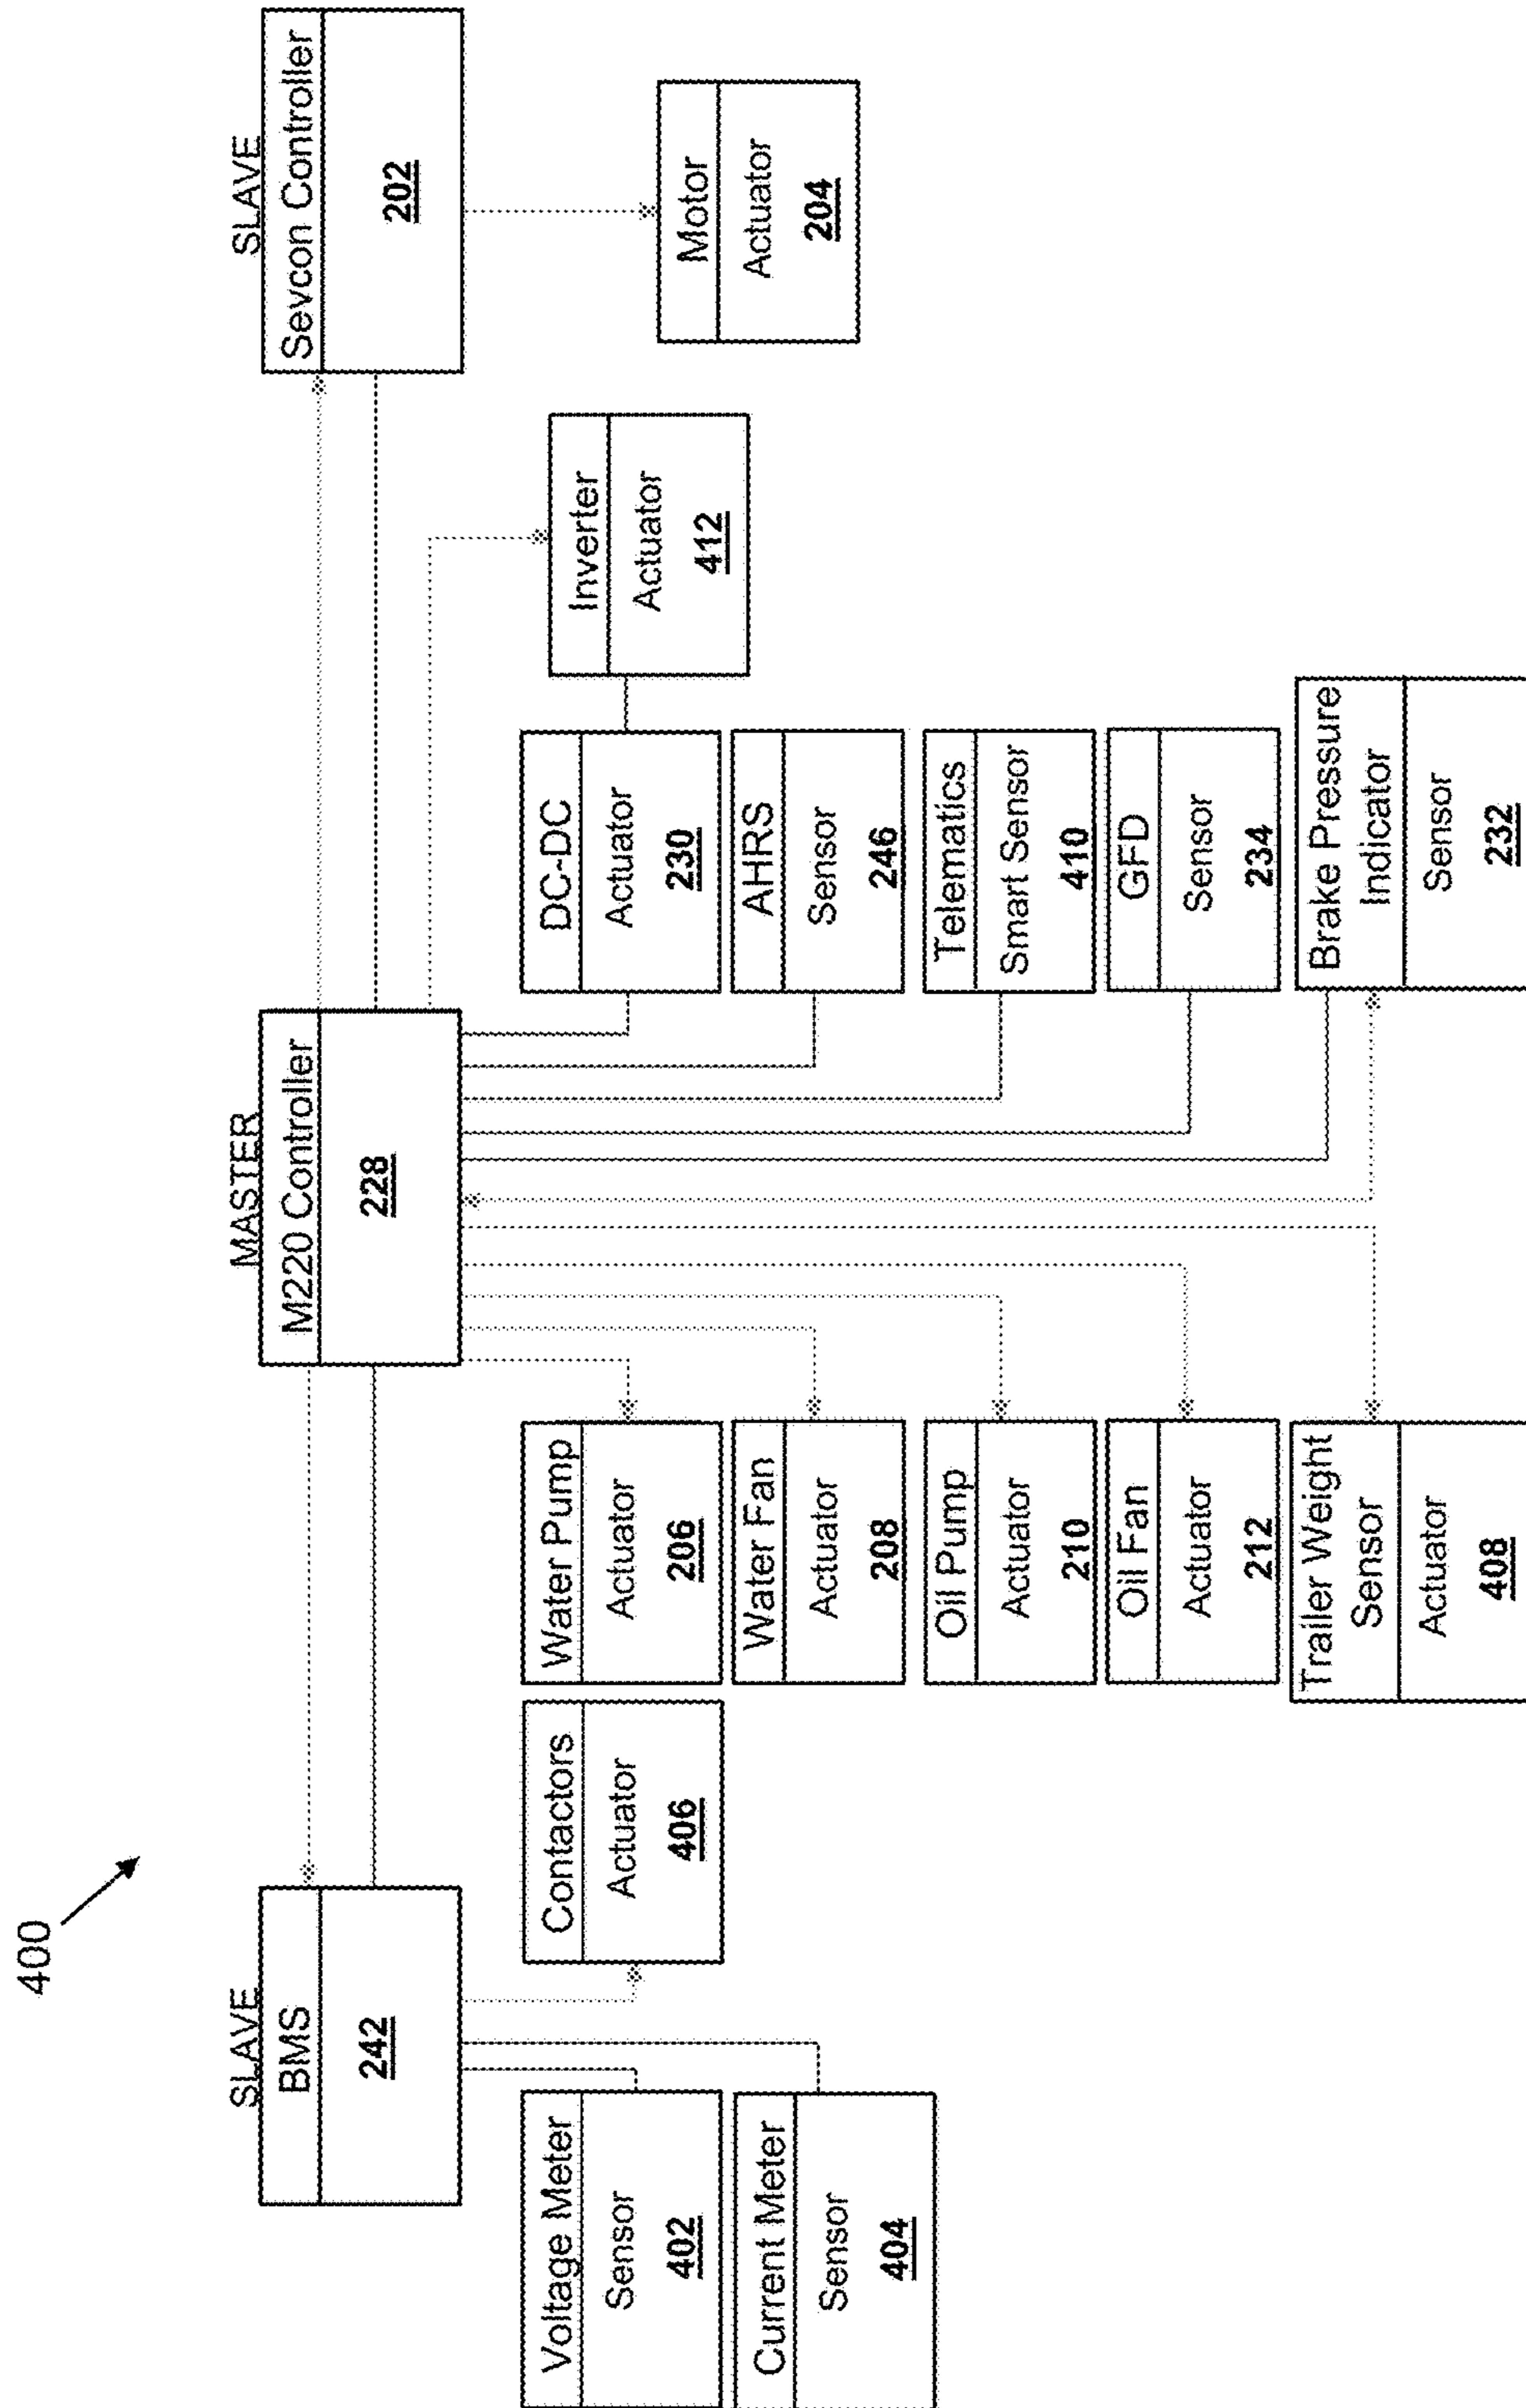 400
SLAVE
BMS
242
MASTER
M220 Controller
228
SLAVE
Sevcon Controller
202
Voltage Meter
Sensor
402
Current Meter
Sensor
404
Contactors
Actuator
406
Water Pump
Actuator
206
Water Fan
Actuator
208
Oil Pump
Actuator
210
Oil Fan
Actuator
212
Trailer Weight
Sensor
Actuator
408
DC-DC
Actuator
230
AHRS
Sensor
246
Telematics
Smart Sensor
410
GFD
Sensor
234
Brake Pressure
Indicator
Sensor
232
Inverter
Actuator
412
Motor
Actuator
204